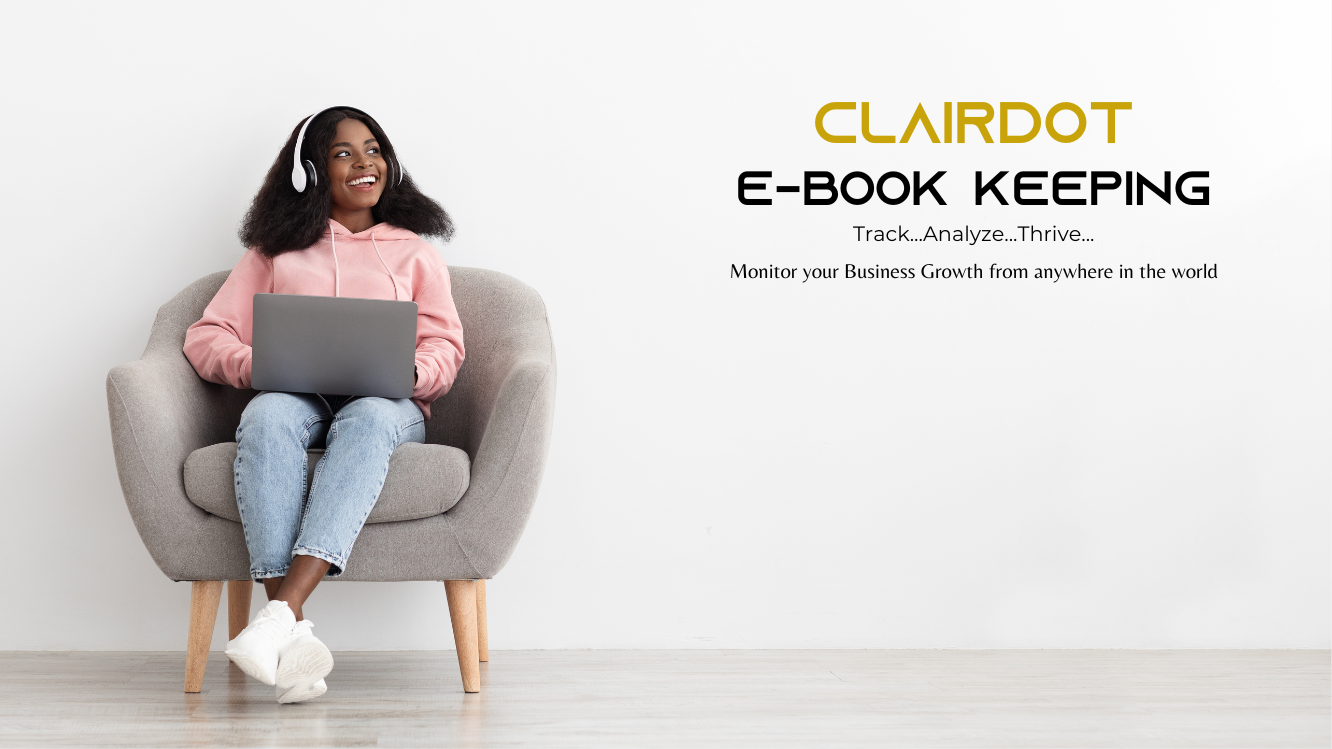 CLAIRDOT
E-BOOK KEEPING
Track...Analyze...Thrive...
Monitor your Business Growth from anywhere in the world